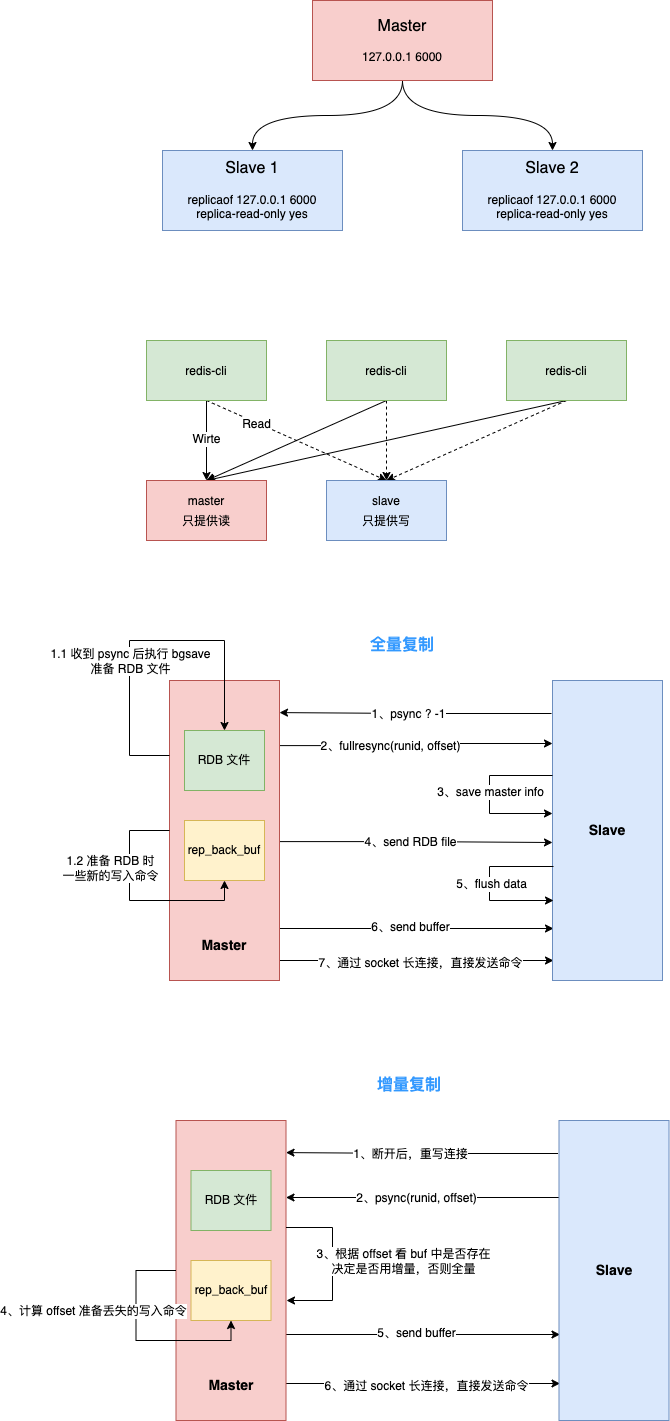 Master
127.0.0.1 6000
Slave 1
replicaof 127.0.0.1 6000
replica-read-only yes
Slave 2
replicaof 127.0.0.1 6000
replica-read-only yes
redis-cli
redis-cli
redis-cli
Wirte
Read
master
只提供读
slave
只提供写
全量复制
1.1 收到 psync 后执行 bgsave
准备 RDB 文件
1、psync ? -1
2、fullresync(runid, offset)
RDB 文件
3、save master info
Slave
4、send RDB file
rep_back_buf
1.2 准备 RDB 时
一些新的写入命令
5、flush data
6、send buffer
Master
7、通过 socket 长连接，直接发送命令
增量复制
1、断开后，重写连接
2、psync(runid, offset)
RDB 文件
3、根据 offset 看 buf 中是否存在
决定是否用增量，否则全量
Slave
rep_back_buf
4、计算 offset 准备丢失的写入命令
5、send buffer
Master
6、通过 socket 长连接，直接发送命令